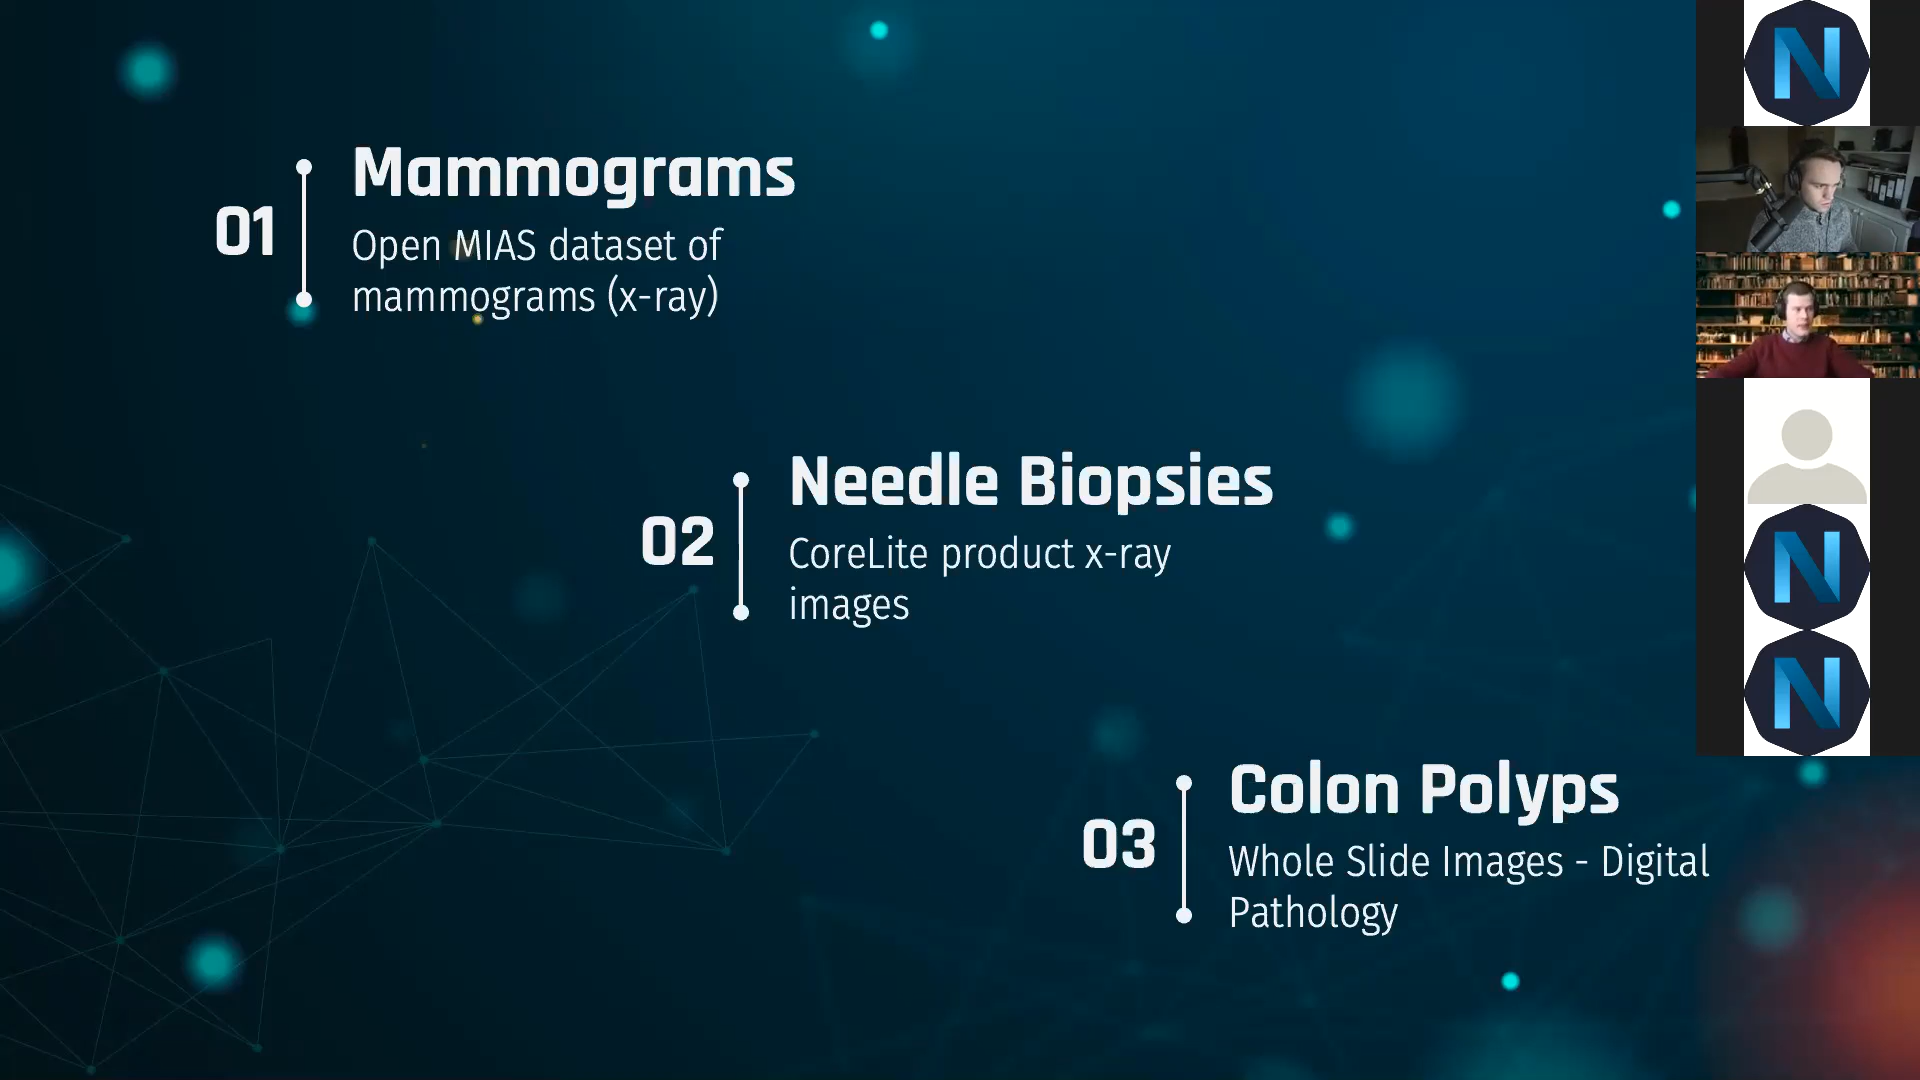 01
Mammograms
Open MIAS dataset of
mammograms (x-ray)
02
Needle Biopsies
CoreLite product x-ray
images
03
Colon Polyps
Whole Slide Images - Digital
Pathology
N
N
N